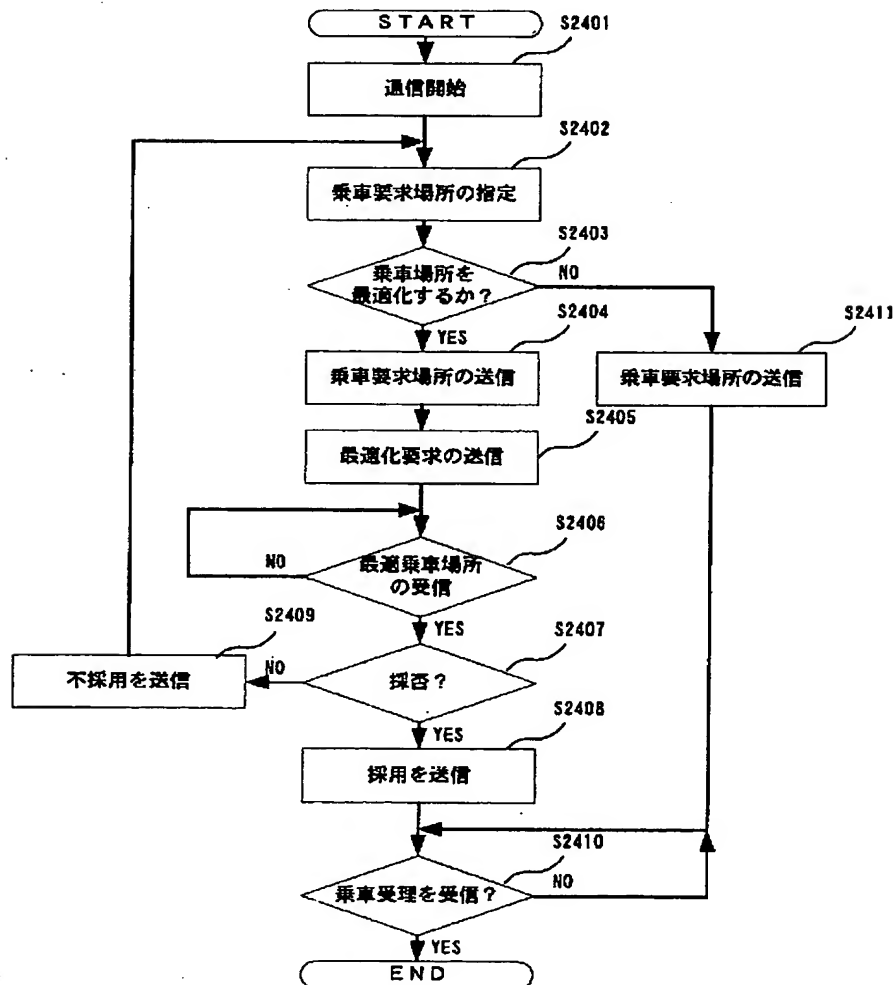 START
S2401
通信開始
S2402
乗車要求場所の指定
S2403
乗車場所を
最適化するか？
NO
YES
S2404
S2411
乗車要求場所の送信
乗車要求場所の送信
S2405
最適化要求の送信
S2406
最適乗車場所
の受信
NO
YES
S2409
S2407
不採用を送信
NO
採否？
YES
S2408
採用を送信
S2410
乗車受理を受信？
NO
YES
END